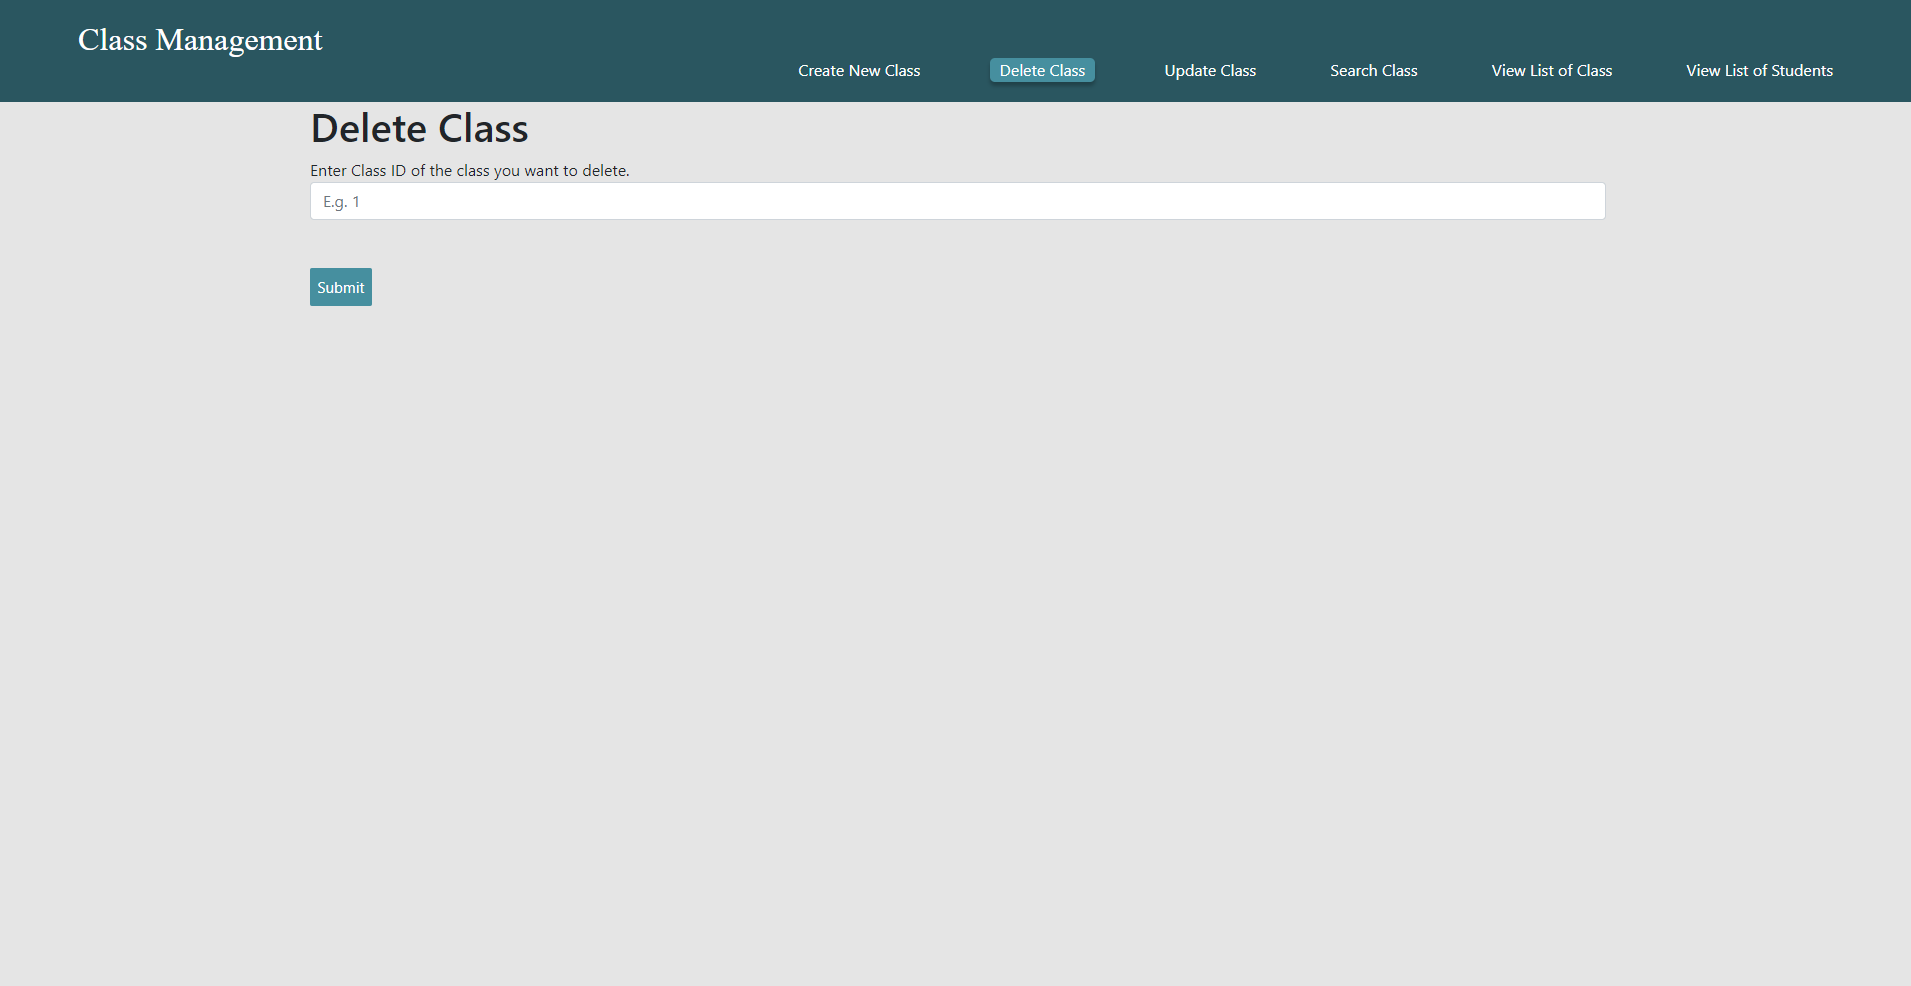 Class Management
Create New Class Delete Class Update Class Search Class View List of Class View List of Students
Delete Class
Enter Class ID of the class you want to delete.
E.g. 1
Submit